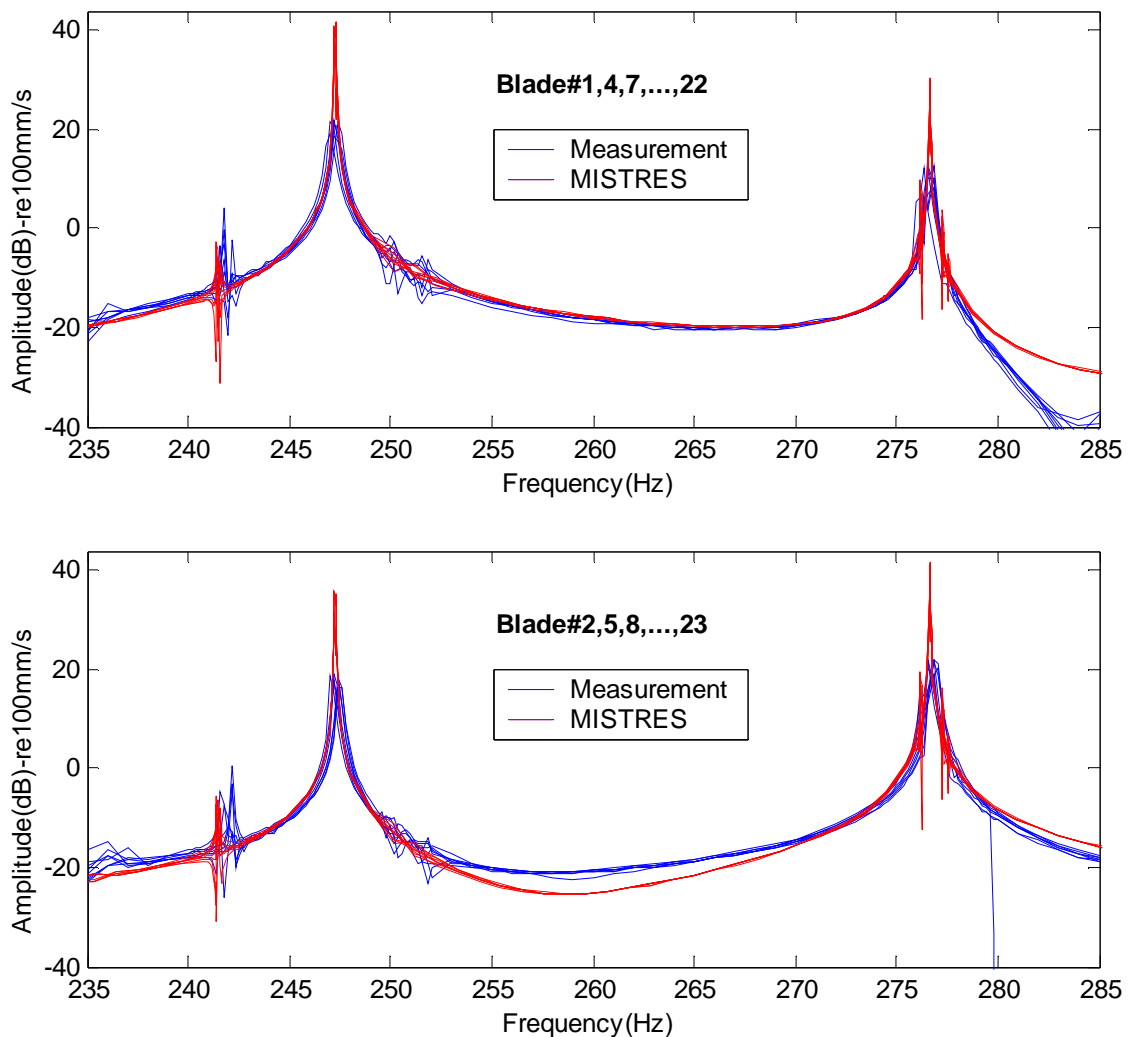 40
20
0
-20
-40
Amplitude(dB)-re100mm/s
Blade#1,4,7,...,22
Measurement
MISTRES
235 240 245 250 255 260 265 270 275 280 285
Frequency(Hz)
40
20
0
-20
-40
Amplitude(dB)-re100mm/s
Blade#2,5,8,...,23
Measurement
MISTRES
235 240 245 250 255 260 265 270 275 280 285
Frequency(Hz)